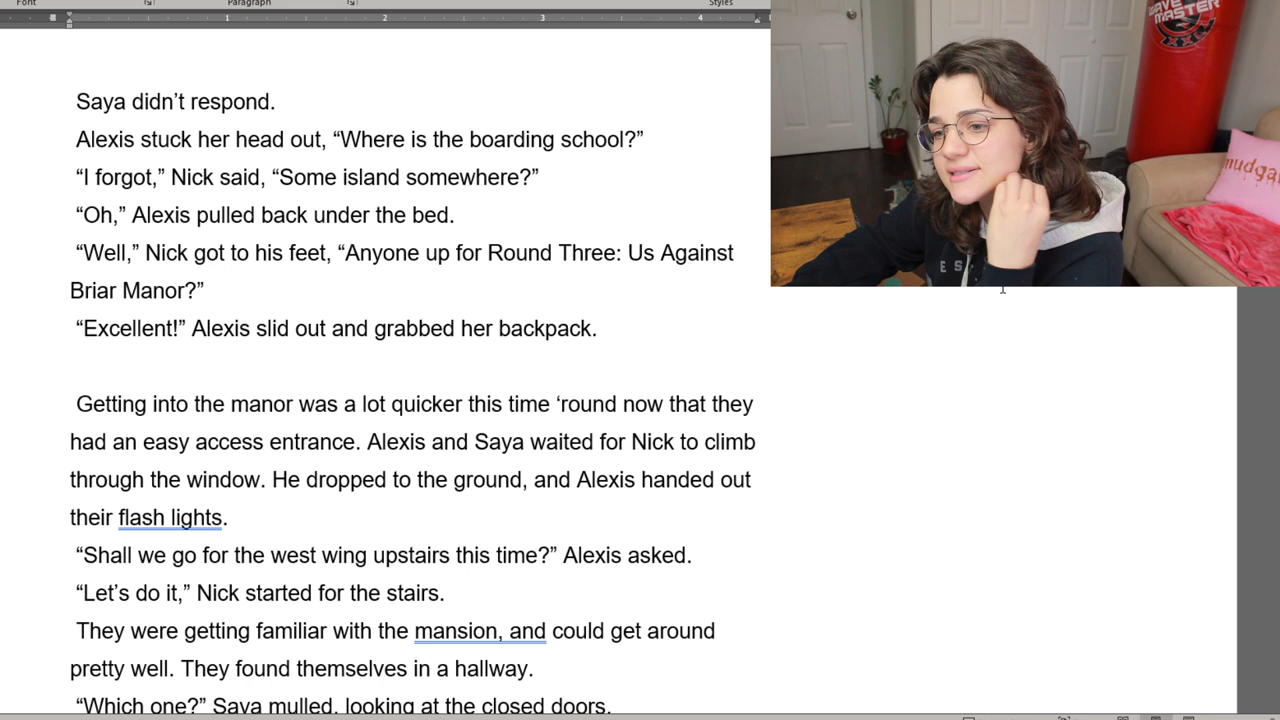 Font Paragraph Styles
1 2 3 4
WAVE
MASTER
Saya didn’t respond.
Alexis stuck her head out, “Where is the boarding school?”
“I forgot,” Nick said, “Some island somewhere?”
“Oh,” Alexis pulled back under the bed.
“Well,” Nick got to his feet, “Anyone up for Round Three: Us Against
Briar Manor?”
“Excellent!” Alexis slid out and grabbed her backpack.
Getting into the manor was a lot quicker this time ‘round now that they
had an easy access entrance. Alexis and Saya waited for Nick to climb
through the window. He dropped to the ground, and Alexis handed out
their flash lights.
“Shall we go for the west wing upstairs this time?” Alexis asked.
“Let’s do it,” Nick started for the stairs.
They were getting familiar with the mansion, and could get around
pretty well. They found themselves in a hallway.
“Which one?” Saya mulled, looking at the closed doors.